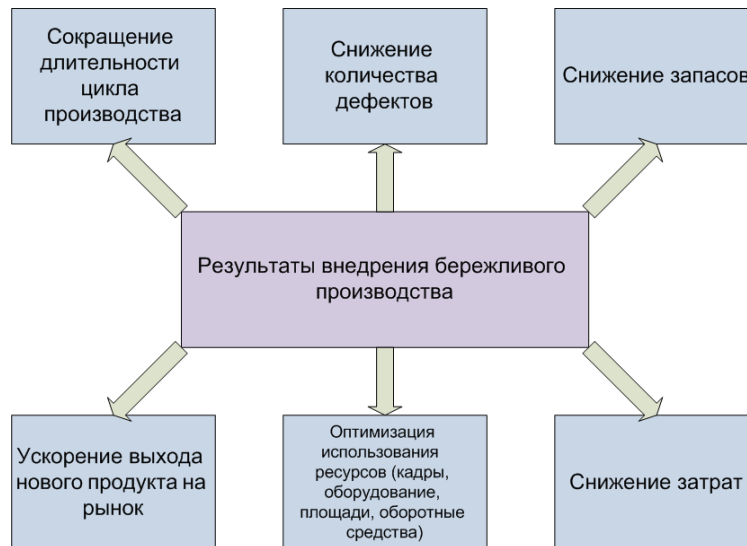 Сокращение
длительности
цикла
производства
Снижение
количества
дефектов
Снижение запасов
Результаты внедрения бережливого
производства
Ускорение выхода
нового продукта на
рынок
Оптимизация
использования
ресурсов (кадры,
оборудование,
площади, оборотные
средства)
Снижение затрат